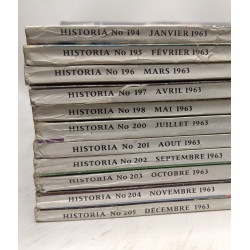 HISTORIA No 194 JANVIER 1963
HISTORIA No 195 FÉVRIER 1963
HISTORIA No 196 MARS 1963
HISTORIA No 197 AVRIL 1963
HISTORIA No 198 MAI 1963
HISTORIA No 200 JUILLET 1963
HISTORIA No 201 AOUT 1963
HISTORIA No 202 SEPTEMBRE 1963
HISTORIA No 203 OCTOBRE 1963
HISTORIA No 204 NOVEMBRE 1963
HISTORIA No 205 DÉCEMBRE 1963